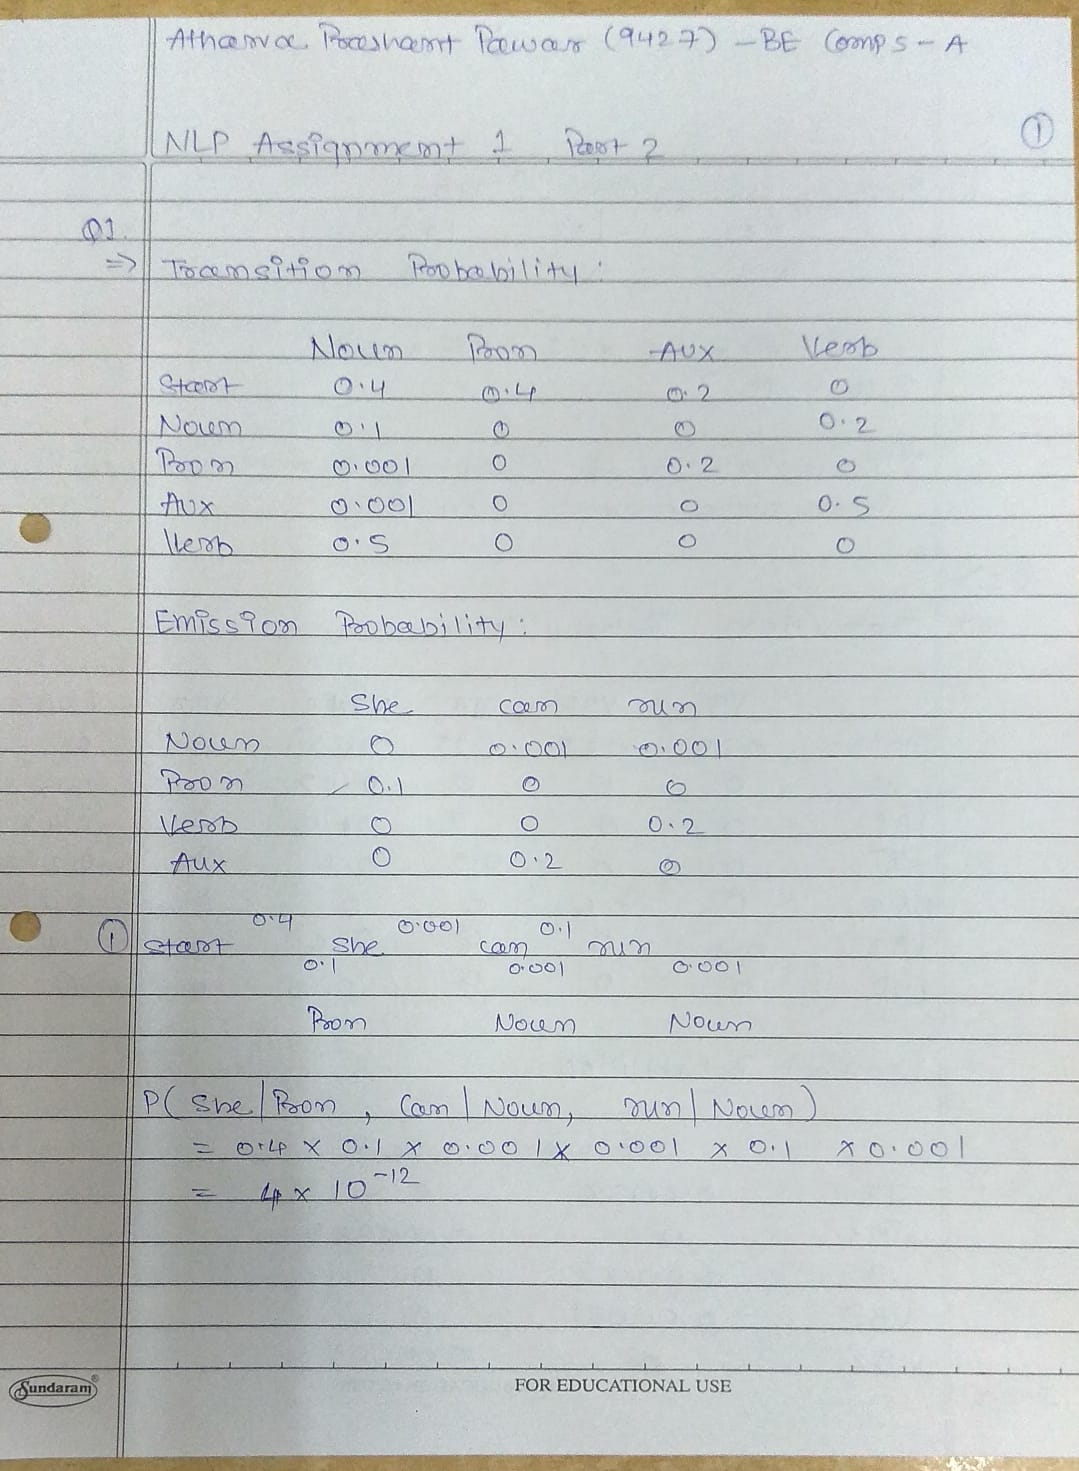 Atharva Prashant Pawar (9427) - BE Comps - A
NLP Assignment 1 Part 2
①
Q1.
⇒ Transition Probability :
Noun Pron AUX Verb
Start 0.4 0.4 0.2 0
Noun 0.1 0 0 0.2
Pron 0.001 0 0.2 0
Aux 0.001 0 0 0.5
Verb 0.5 0 0 0
Emission Probability :
She can run
Noun 0 0.001 0.001
Pron 0.1 0 0
Verb 0 0 0.2
Aux 0 0.2 0
0.4 0.001 0.1
① Start She can run
0.1 0.001 0.001
Pron Noun Noun
P( She | Pron , Can | Noun, run | Noun )
= 0.4 × 0.1 × 0.001 × 0.001 × 0.1 × 0.001
= 4 × 10⁻¹²
Sundaram®
FOR EDUCATIONAL USE